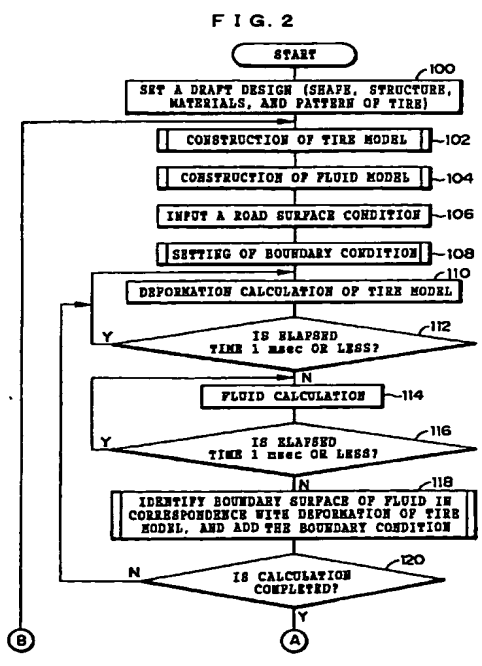 FIG. 2
START
100
SET A DRAFT DESIGN (SHAPE, STRUCTURE,
MATERIALS, AND PATTERN OF TIRE)
CONSTRUCTION OF TIRE MODEL
102
CONSTRUCTION OF FLUID MODEL
104
INPUT A ROAD SURFACE CONDITION
106
SETTING OF BOUNDARY CONDITION
108
110
DEFORMATION CALCULATION OF TIRE MODEL
112
IS ELAPSED
TIME 1 msec OR LESS?
Y
N
FLUID CALCULATION
114
116
IS ELAPSED
TIME 1 msec OR LESS?
Y
N
118
IDENTIFY BOUNDARY SURFACE OF FLUID IN
CORRESPONDENCE WITH DEFORMATION OF TIRE
MODEL, AND ADD THE BOUNDARY CONDITION
120
N
IS CALCULATION
COMPLETED?
Y
B
A